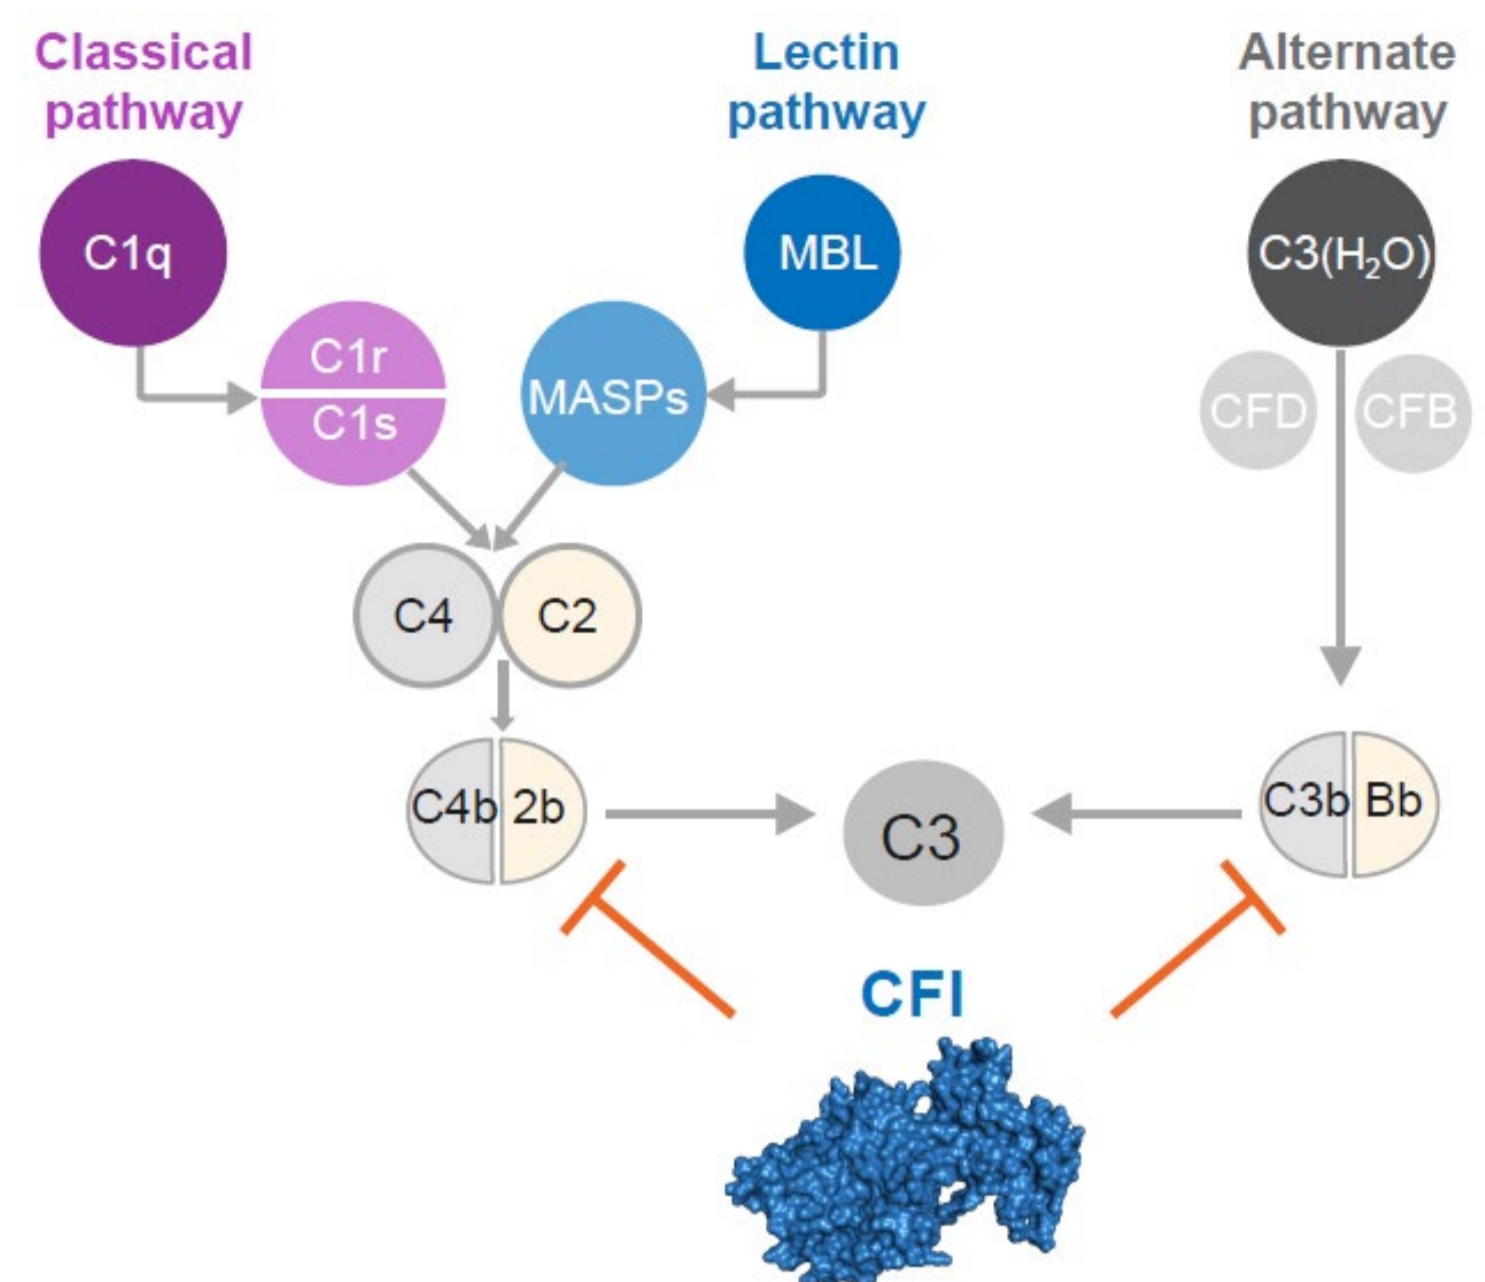 Classical
pathway
Lectin
pathway
Alternate
pathway
C1q
MBL
C3(H₂O)
C1r
C1s
MASPs
CFD
CFB
C4
C2
C4b
2b
C3
C3b
Bb
CFI